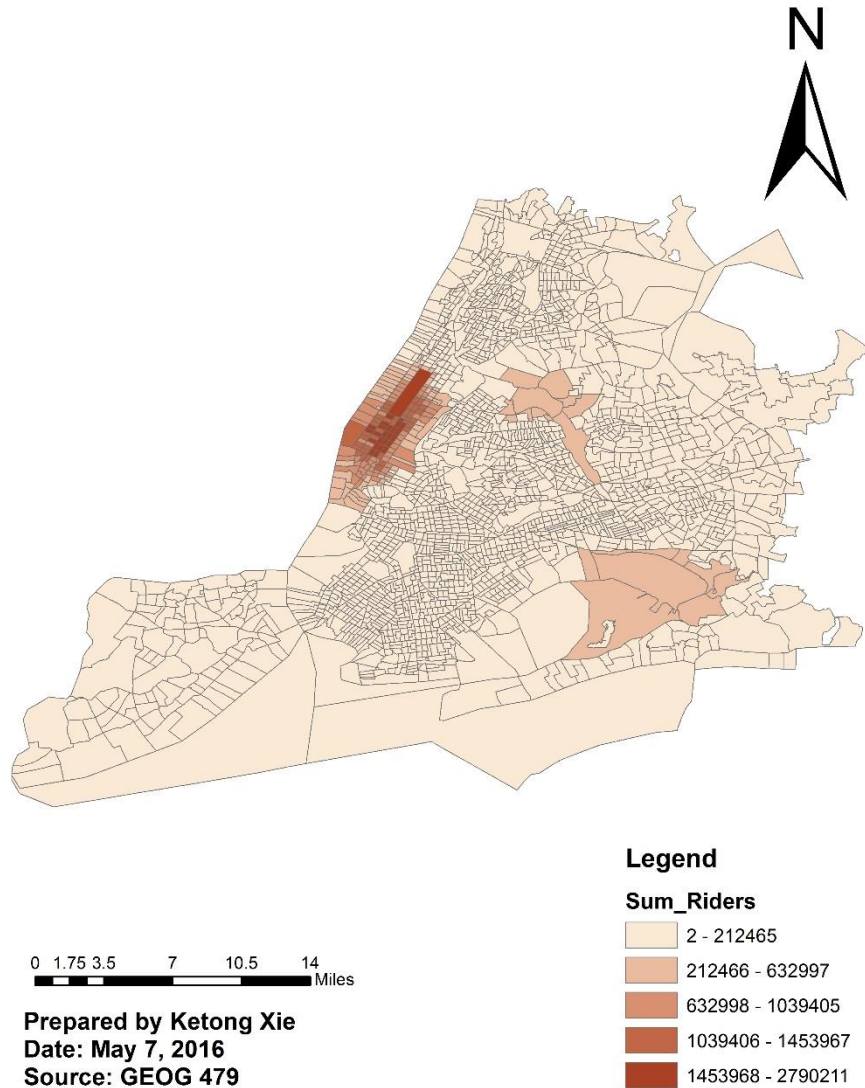 N
0 1.75 3.5 7 10.5 14
Miles
Prepared by Ketong Xie
Date: May 7, 2016
Source: GEOG 479
Legend
Sum_Riders
2 - 212465
212466 - 632997
632998 - 1039405
1039406 - 1453967
1453968 - 2790211